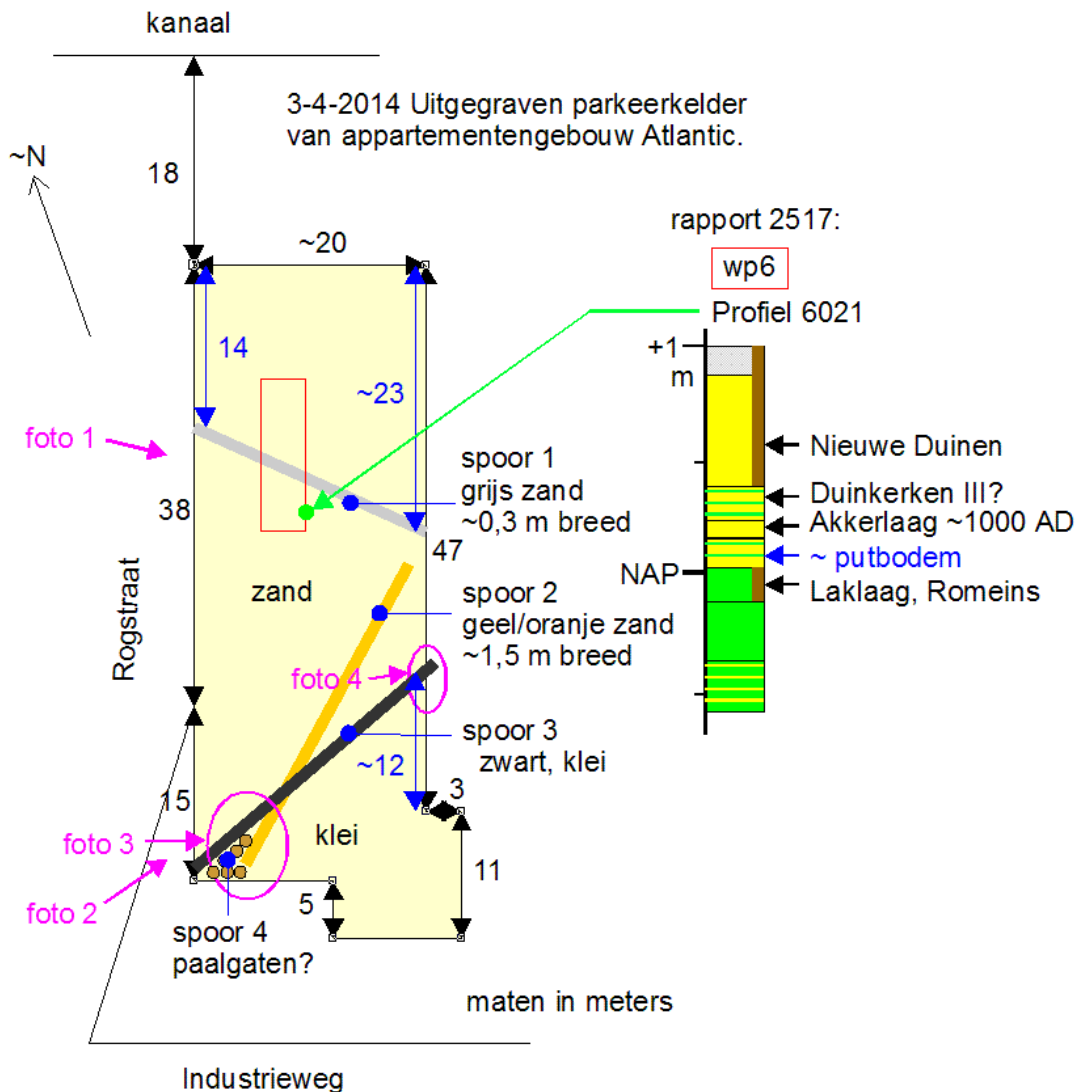 kanaal
3-4-2014 Uitgegraven parkeerkelder
van appartementengebouw Atlantic.
~N
18
~20
rapport 2517:
wp6
Profiel 6021
+1
m
14
~23
foto 1
Nieuwe Duinen
spoor 1
grijs zand
~0,3 m breed
Duinkerken III?
Akkerlaag ~1000 AD
~ putbodem
38
47
NAP
Laklaag, Romeins
zand
spoor 2
geel/oranje zand
~1,5 m breed
Rogstraat
foto 4
spoor 3
zwart, klei
~12
3
15
klei
foto 3
11
foto 2
5
spoor 4
paalgaten?
maten in meters
Industrieweg